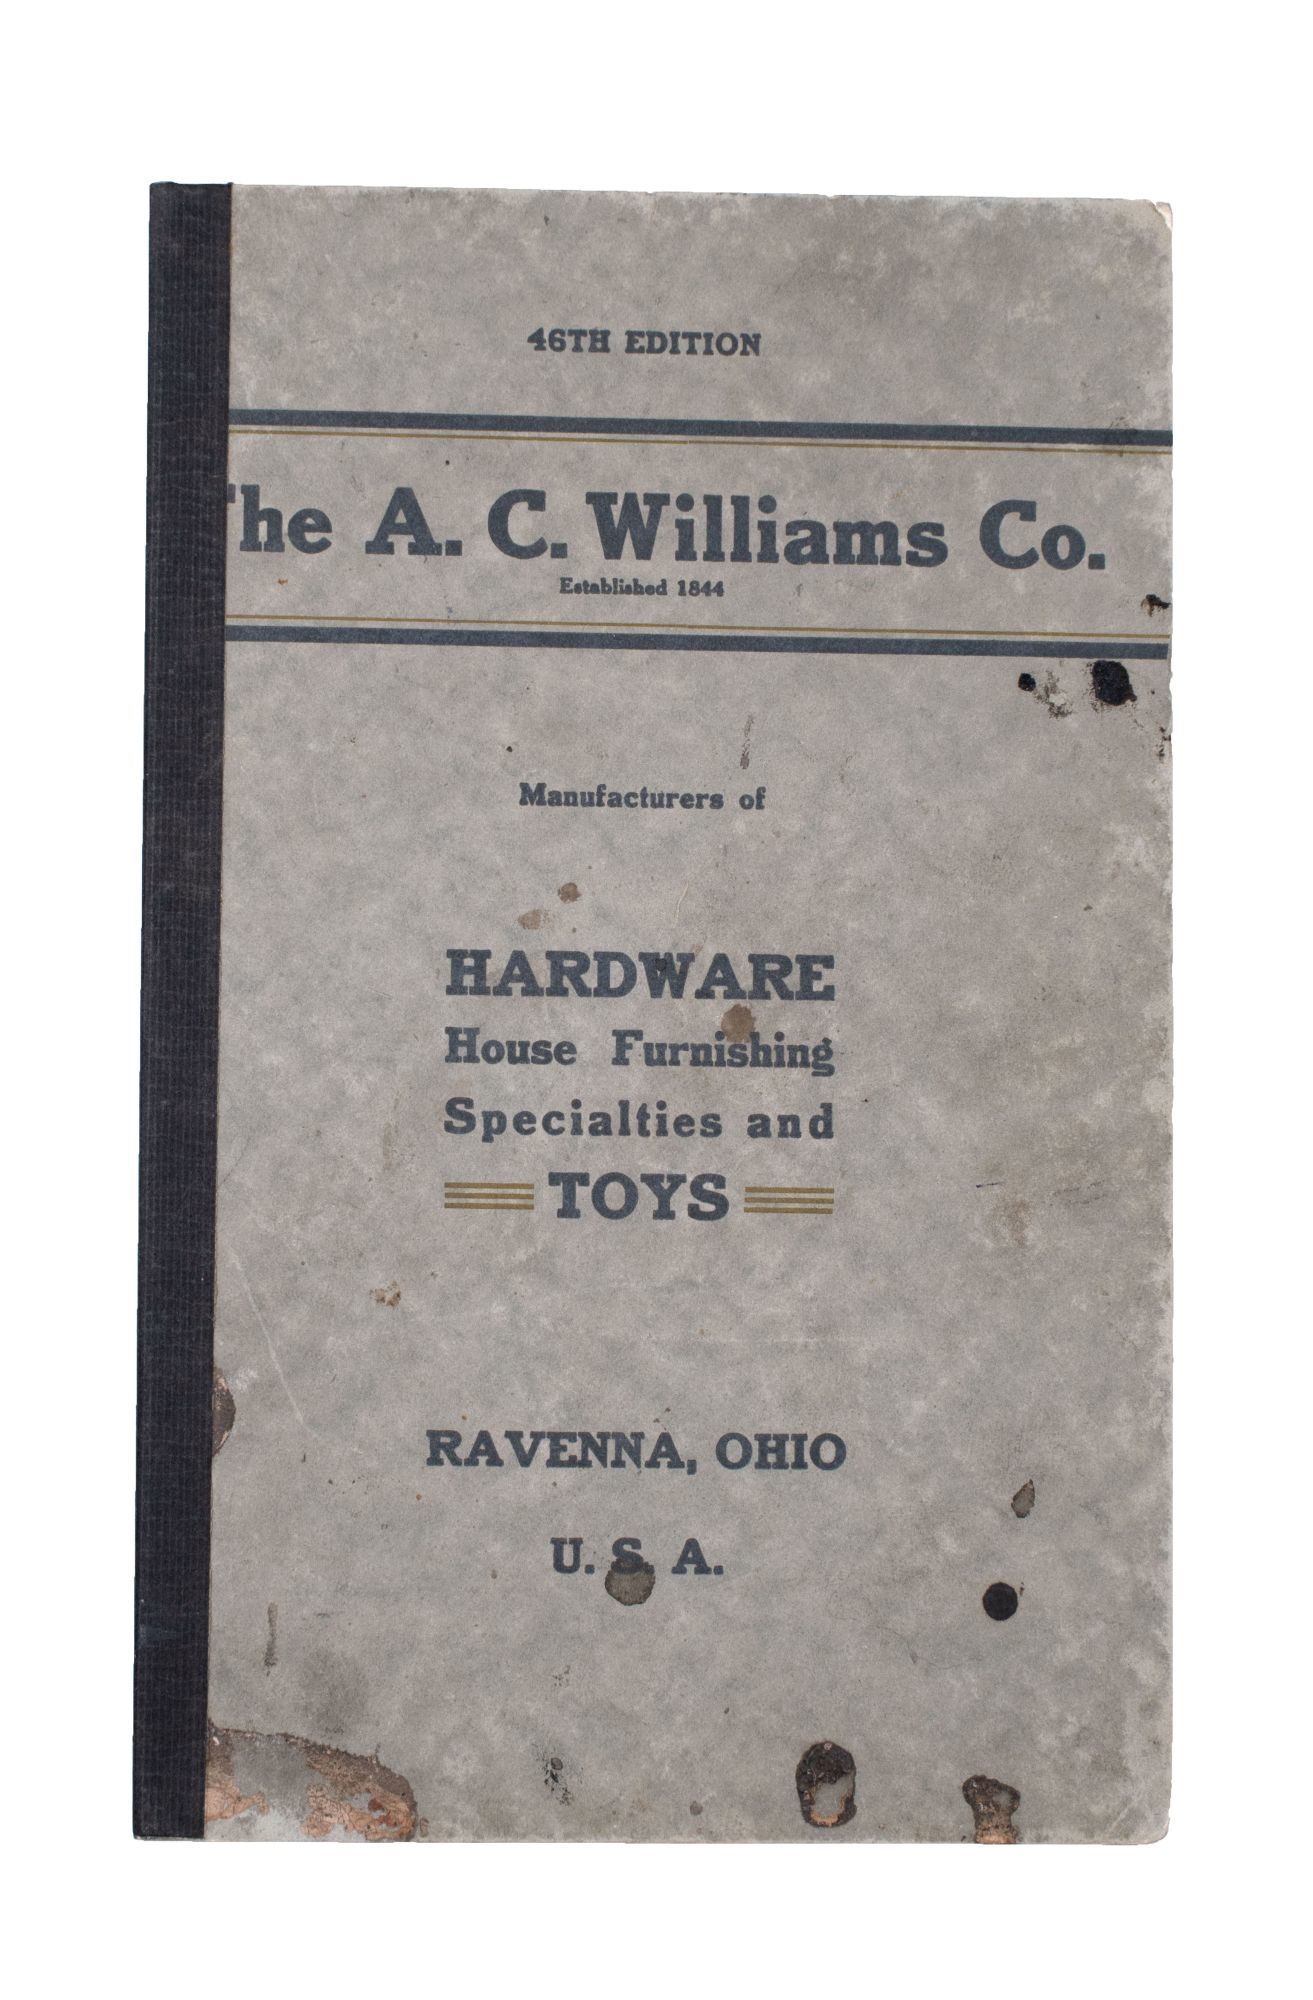 46TH EDITION
The A. C. Williams Co.
Established 1844
Manufacturers of
HARDWARE
House Furnishing
Specialties and
TOYS
RAVENNA, OHIO
U. S. A.